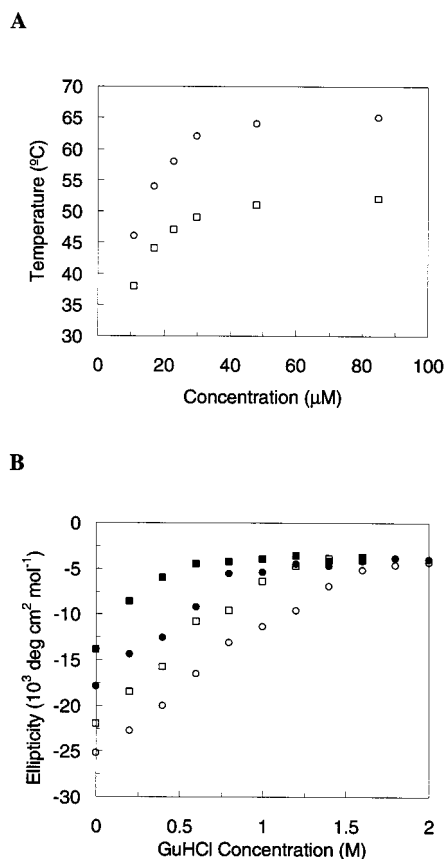 A
70
65
60
55
50
45
40
35
30
Temperature (ºC)
0 20 40 60 80 100
Concentration (µM)
B
0
-5
-10
-15
-20
-25
-30
Ellipticity (10³ deg cm² mol⁻¹)
0 0.5 1 1.5 2
GuHCl Concentration (M)